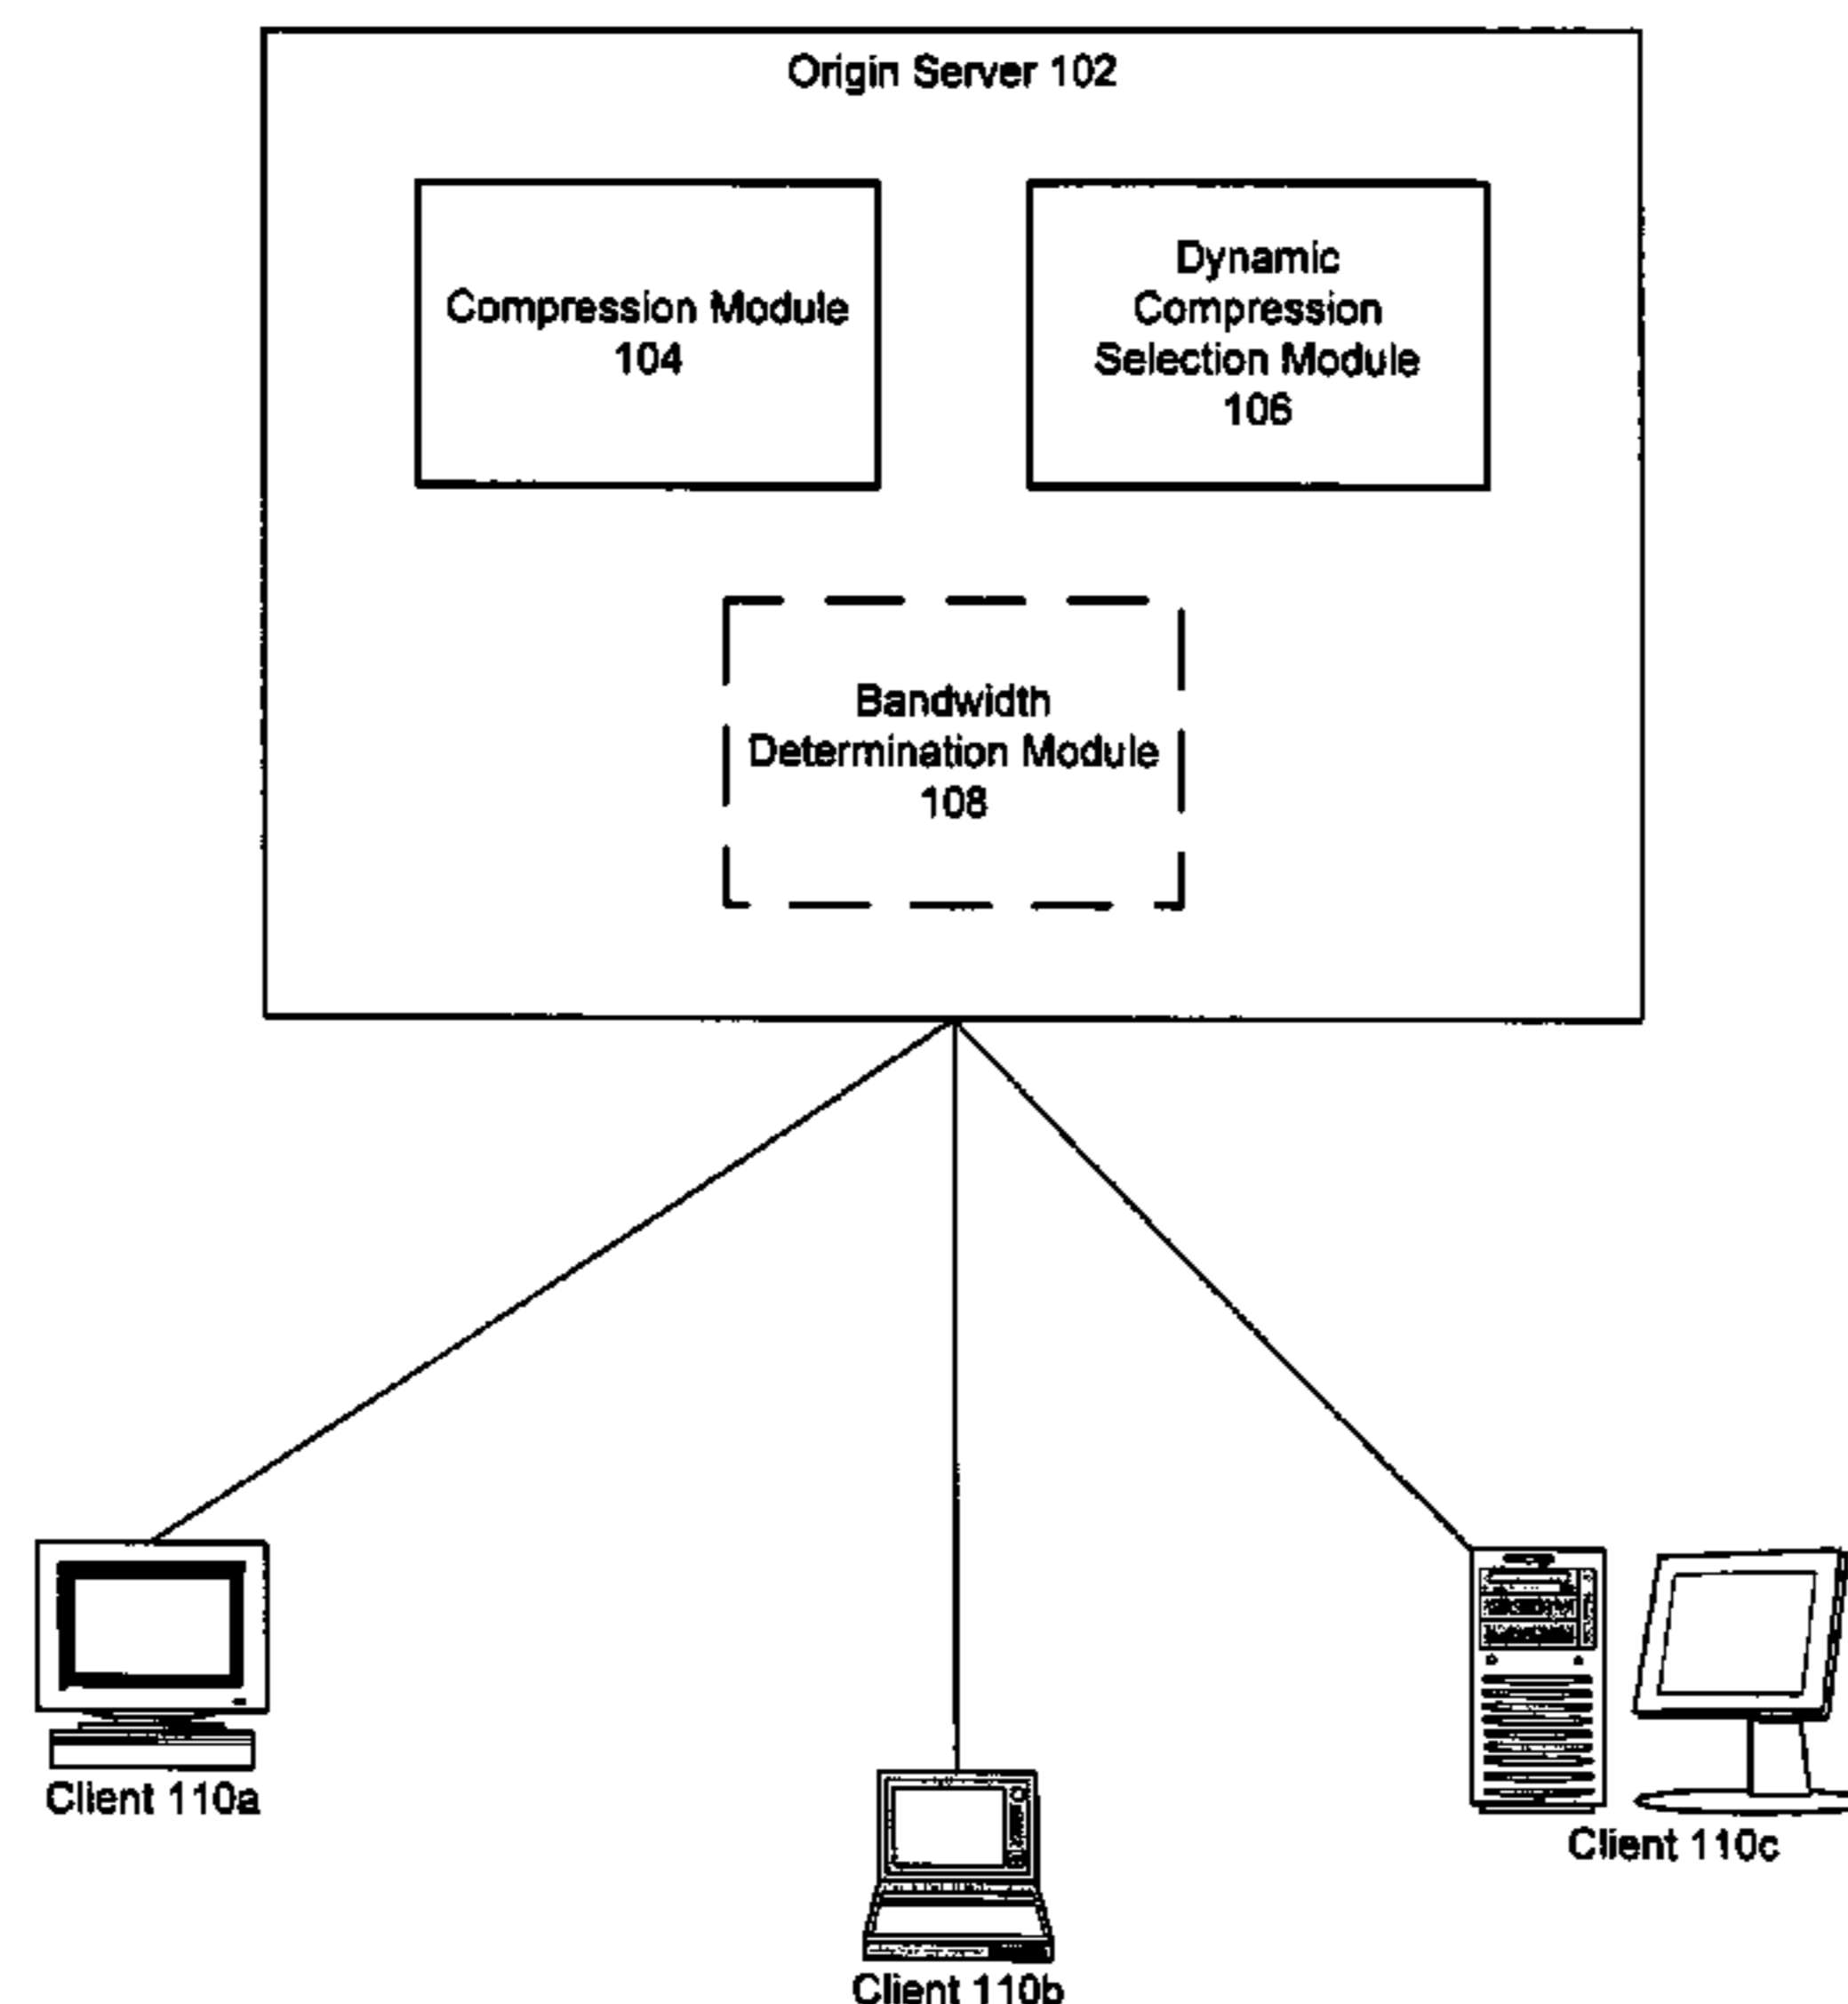 Origin Server 102
Compression Module
104
Dynamic
Compression
Selection Module
106
Bandwidth
Determination Module
108
Client 110a
Client 110b
Client 110c